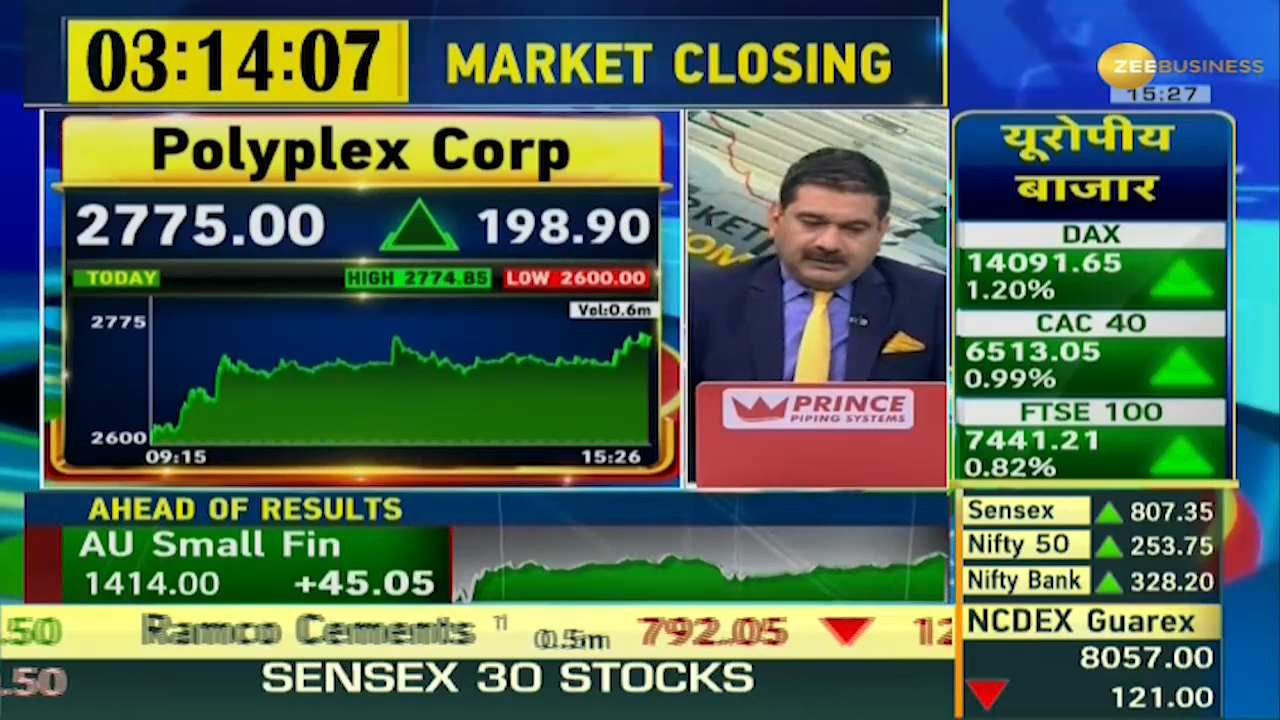 03:14:07
MARKET CLOSING
ZEEBUSINESS
15:27
Polyplex Corp
2775.00 198.90
TODAY
HIGH 2774.85
LOW 2600.00
Vol:0.6m
2775
2600
09:15
15:26
PRINCE
PIPING SYSTEMS
यूरोपीय
बाजार
DAX
14091.65
1.20%
CAC 40
6513.05
0.99%
FTSE 100
7441.21
0.82%
Sensex 807.35
Nifty 50 253.75
Nifty Bank 328.20
NCDEX Guarex
8057.00
121.00
AHEAD OF RESULTS
AU Small Fin
1414.00 +45.05
.50 Ramco Cements 0.5m 792.05 12
.50 SENSEX 30 STOCKS